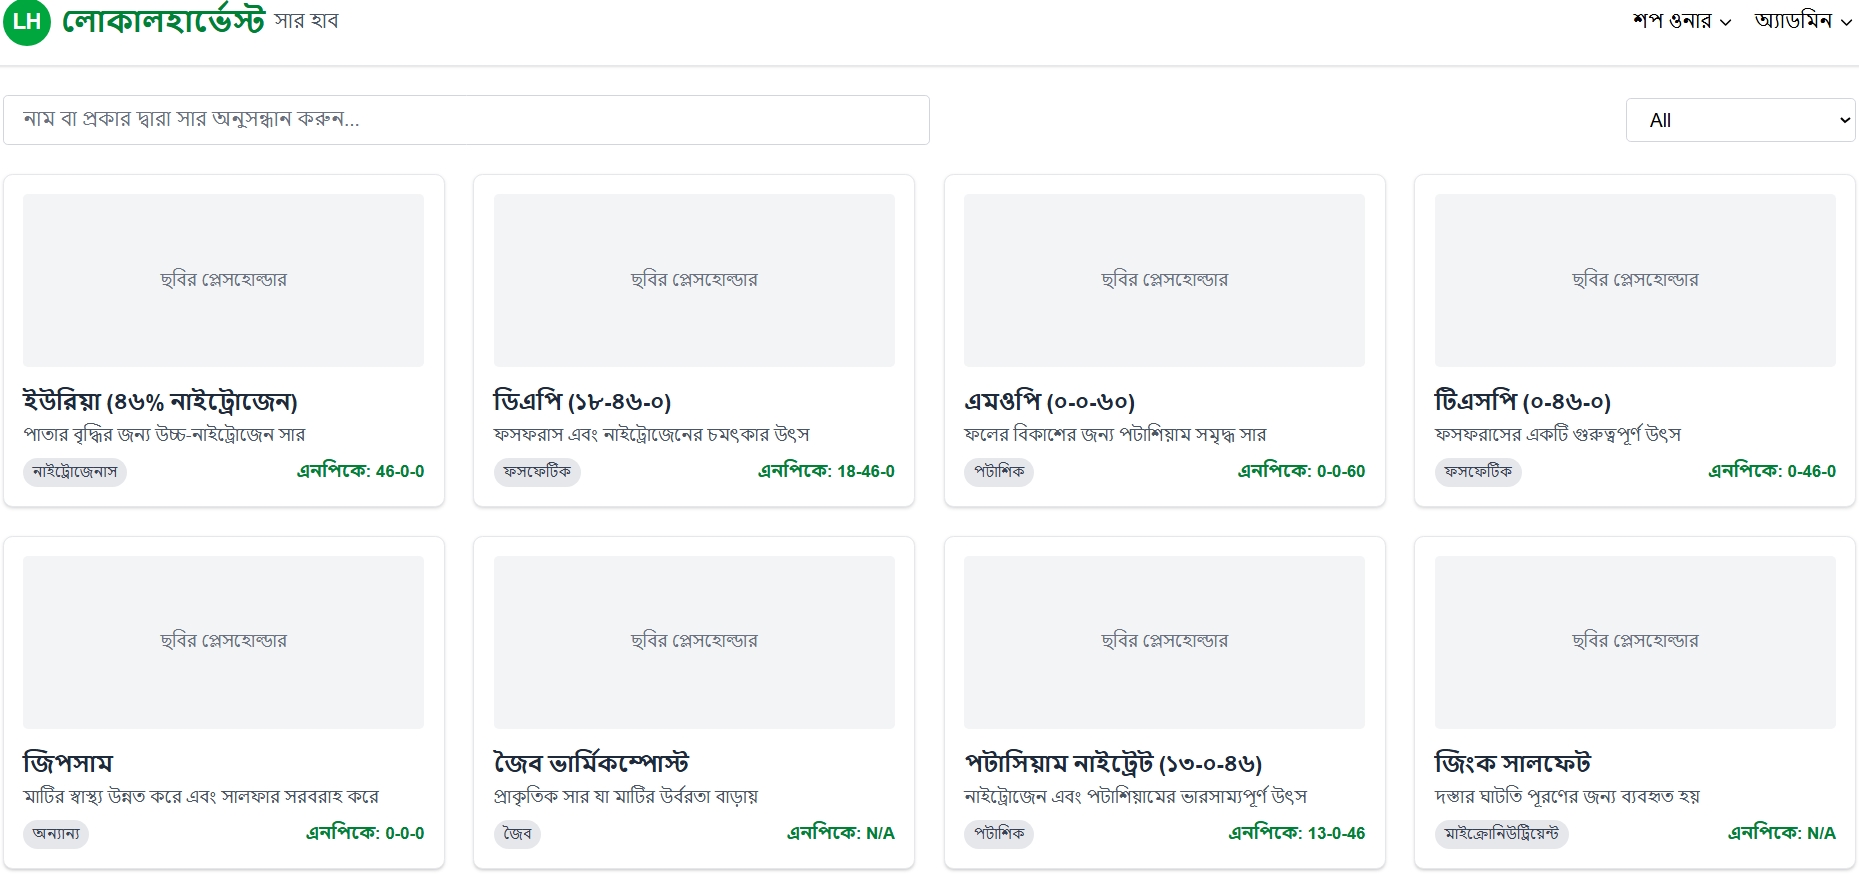 LH লোকালহার্ভেস্ট সার হাব শপ ওনার অ্যাডমিন
নাম বা প্রকার দ্বারা সার অনুসন্ধান করুন... All
ছবির প্লেসহোল্ডার
ইউরিয়া (৪৬% নাইট্রোজেন)
পাতার বৃদ্ধির জন্য উচ্চ-নাইট্রোজেন সার
নাইট্রোজেনাস এনপিকে: 46-0-0
ছবির প্লেসহোল্ডার
ডিএপি (১৮-৪৬-০)
ফসফরাস এবং নাইট্রোজেনের চমৎকার উৎস
ফসফেটিক এনপিকে: 18-46-0
ছবির প্লেসহোল্ডার
এমওপি (০-০-৬০)
ফলের বিকাশের জন্য পটাশিয়াম সমৃদ্ধ সার
পটাশিক এনপিকে: 0-0-60
ছবির প্লেসহোল্ডার
টিএসপি (০-৪৬-০)
ফসফরাসের একটি গুরুত্বপূর্ণ উৎস
ফসফেটিক এনপিকে: 0-46-0
ছবির প্লেসহোল্ডার
জিপসাম
মাটির স্বাস্থ্য উন্নত করে এবং সালফার সরবরাহ করে
অন্যান্য এনপিকে: 0-0-0
ছবির প্লেসহোল্ডার
জৈব ভার্মিকম্পোস্ট
প্রাকৃতিক সার যা মাটির উর্বরতা বাড়ায়
জৈব এনপিকে: N/A
ছবির প্লেসহোল্ডার
পটাসিয়াম নাইট্রেট (১৩-০-৪৬)
নাইট্রোজেন এবং পটাশিয়ামের ভারসাম্যপূর্ণ উৎস
পটাশিক এনপিকে: 13-0-46
ছবির প্লেসহোল্ডার
জিংক সালফেট
দস্তার ঘাটতি পূরণের জন্য ব্যবহৃত হয়
মাইক্রোনিউট্রিয়েন্ট এনপিকে: N/A